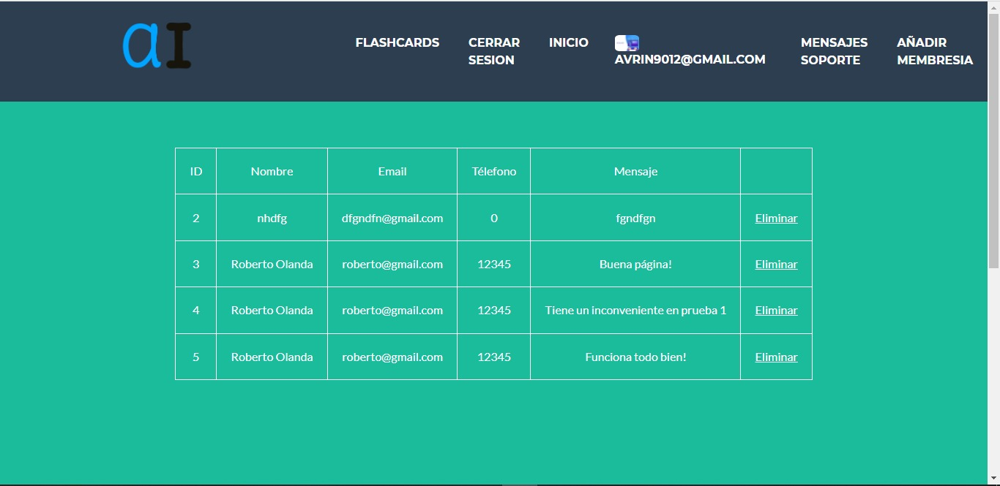 aI
FLASHCARDS
CERRAR
SESION
INICIO
AVRIN9012@GMAIL.COM
MENSAJES
SOPORTE
AÑADIR
MEMBRESIA
ID Nombre Email Télefono Mensaje
2 nhdfg dfgndfn@gmail.com 0 fgndfgn Eliminar
3 Roberto Olanda roberto@gmail.com 12345 Buena página! Eliminar
4 Roberto Olanda roberto@gmail.com 12345 Tiene un inconveniente en prueba 1 Eliminar
5 Roberto Olanda roberto@gmail.com 12345 Funciona todo bien! Eliminar